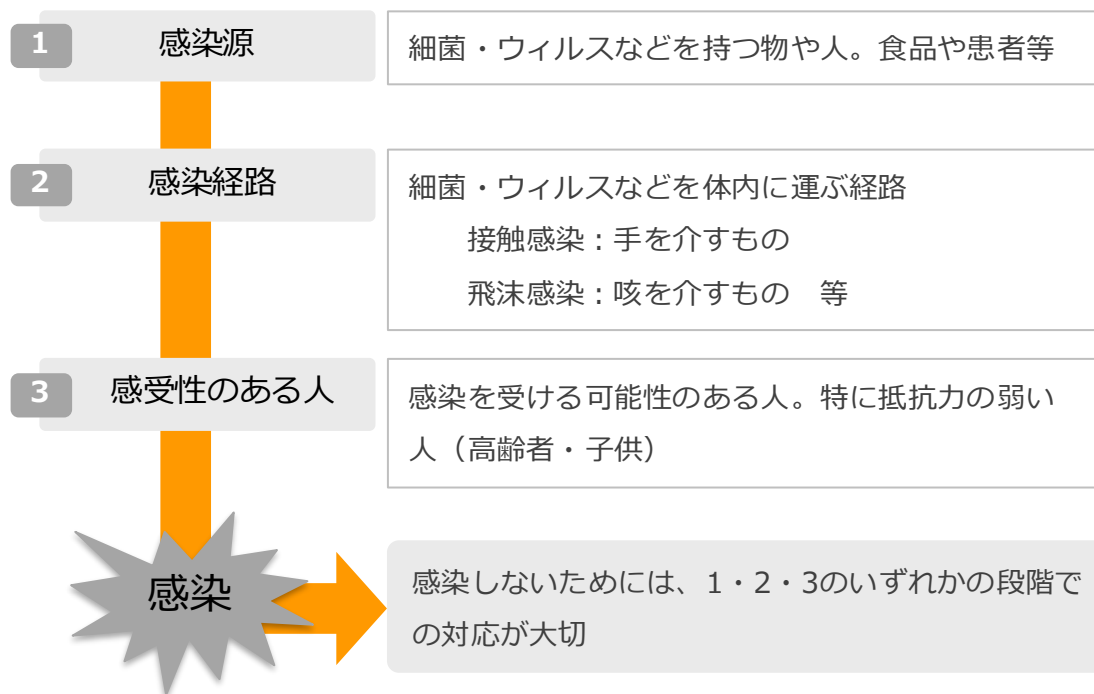 1
感染源
細菌・ウィルスなどを持つ物や人。食品や患者等
2
感染経路
細菌・ウィルスなどを体内に運ぶ経路
接触感染：手を介すもの
飛沫感染：咳を介すもの　等
3
感受性のある人
感染を受ける可能性のある人。特に抵抗力の弱い
人（高齢者・子供）
感染
感染しないためには、1・2・3のいずれかの段階で
の対応が大切